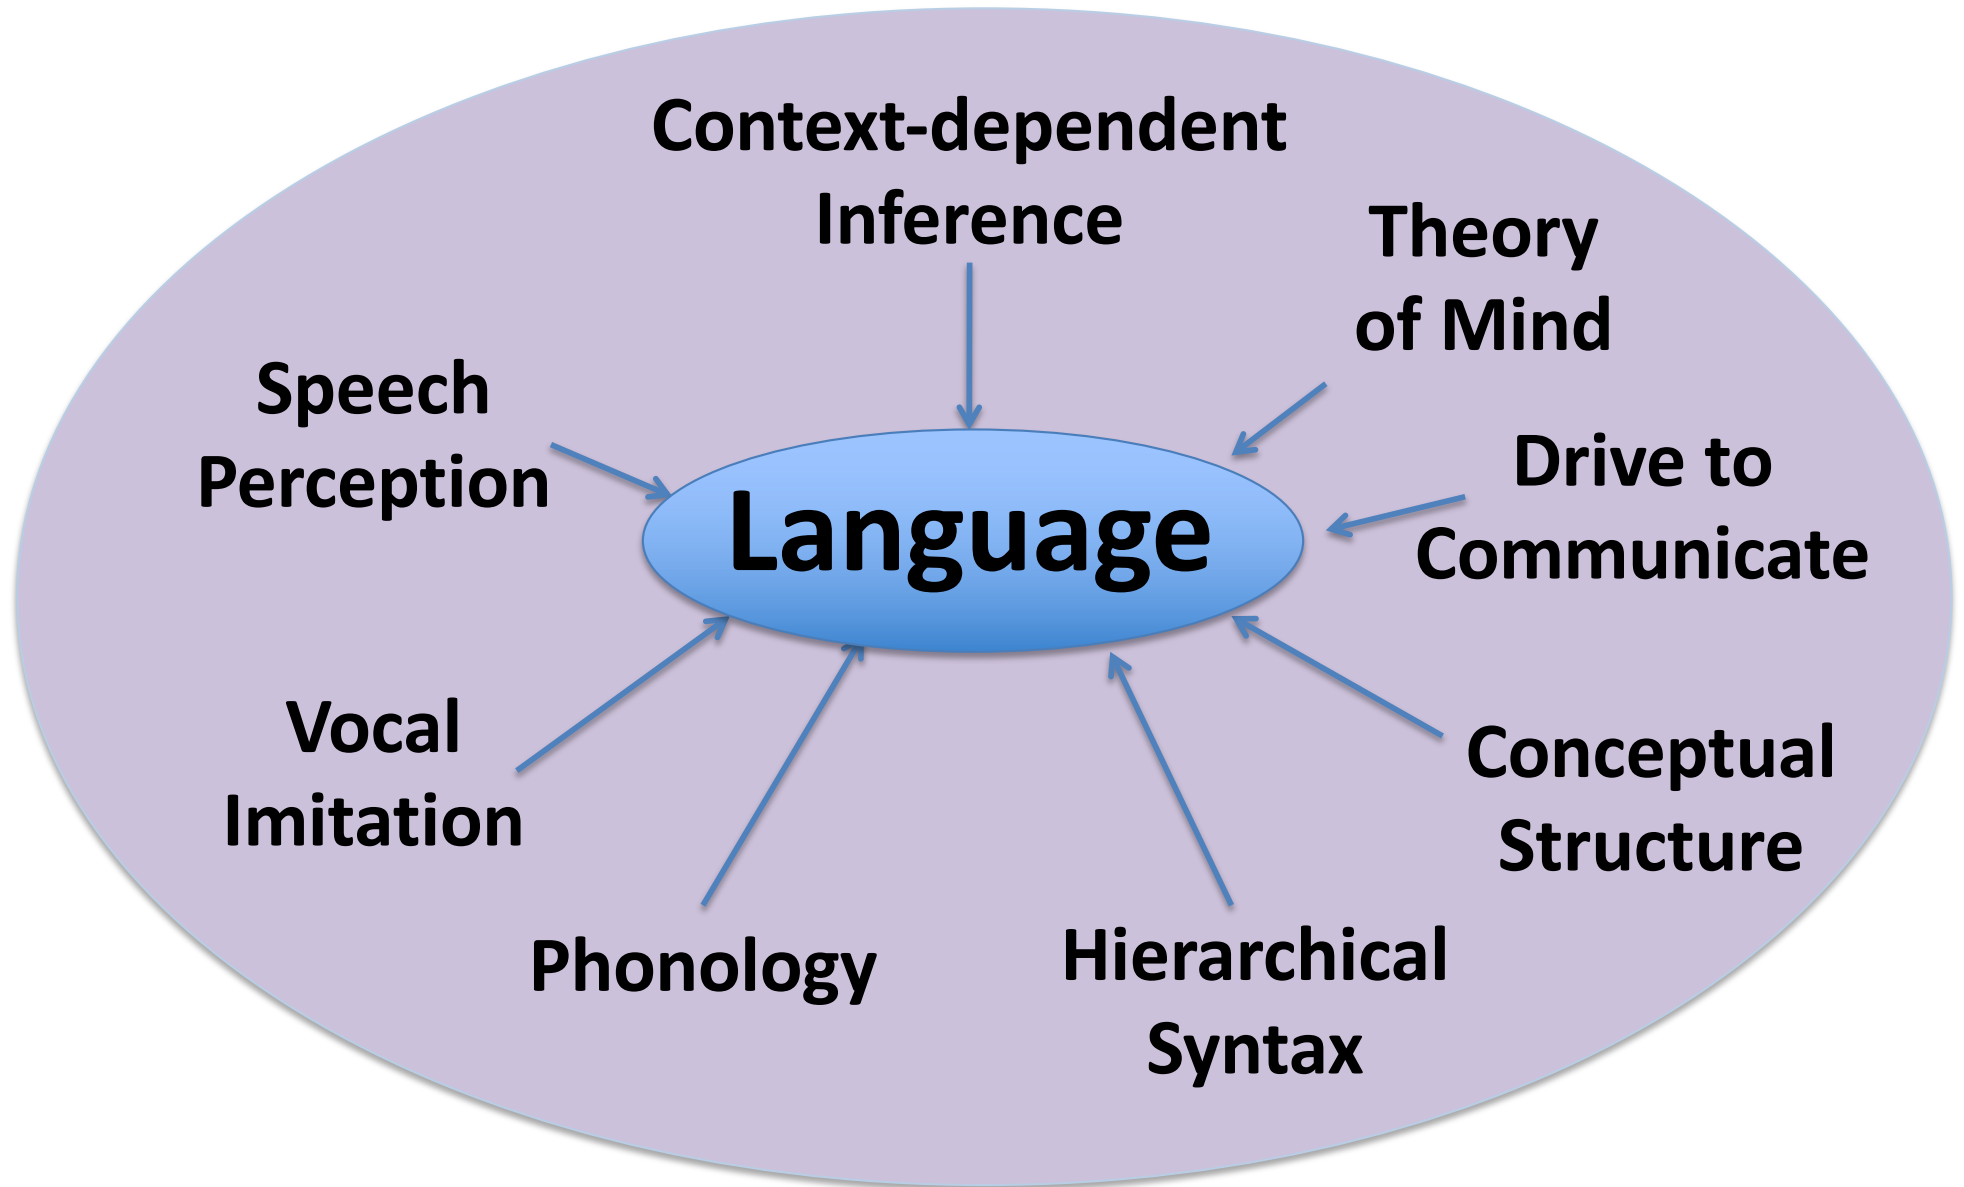 Context-dependent
Inference
Theory
of Mind
Speech
Perception
Drive to
Communicate
Language
Vocal
Imitation
Conceptual
Structure
Phonology
Hierarchical
Syntax